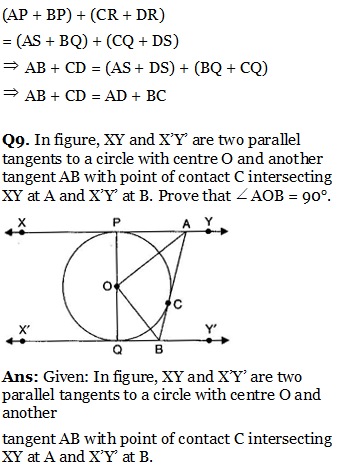 (AP + BP) + (CR + DR)
= (AS + BQ) + (CQ + DS)
⇒ AB + CD = (AS + DS) + (BQ + CQ)
⇒ AB + CD = AD + BC
Q9. In figure, XY and X’Y’ are two parallel
tangents to a circle with centre O and another
tangent AB with point of contact C intersecting
XY at A and X’Y’ at B. Prove that ∠AOB = 90°.
X P A Y
O
C
X' Y'
Q B
Ans: Given: In figure, XY and X’Y’ are two
parallel tangents to a circle with centre O and
another
tangent AB with point of contact C intersecting
XY at A and X’Y’ at B.